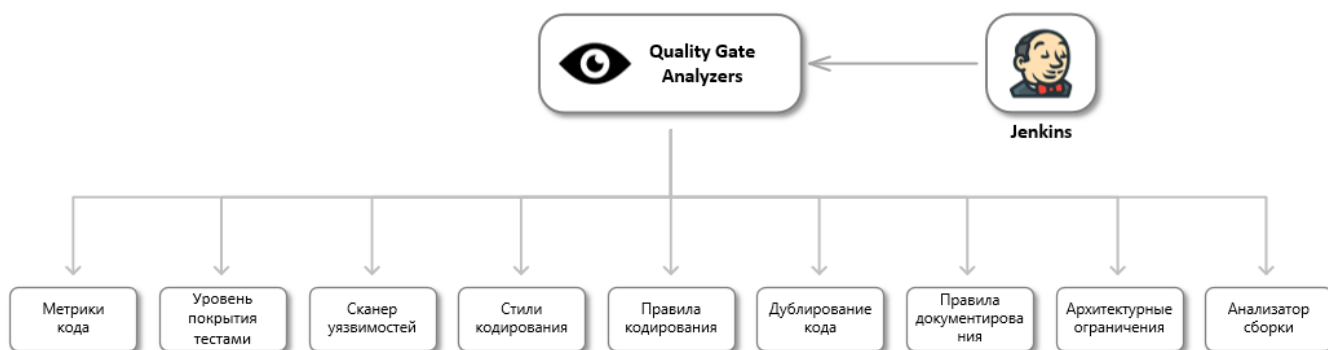 Quality Gate
Analyzers
Jenkins
Метрики
кода
Уровень
покрытия
тестами
Сканер
уязвимостей
Стили
кодирования
Правила
кодирования
Дублирование
кода
Правила
документирова
ния
Архитектурные
ограничения
Анализатор
сборки